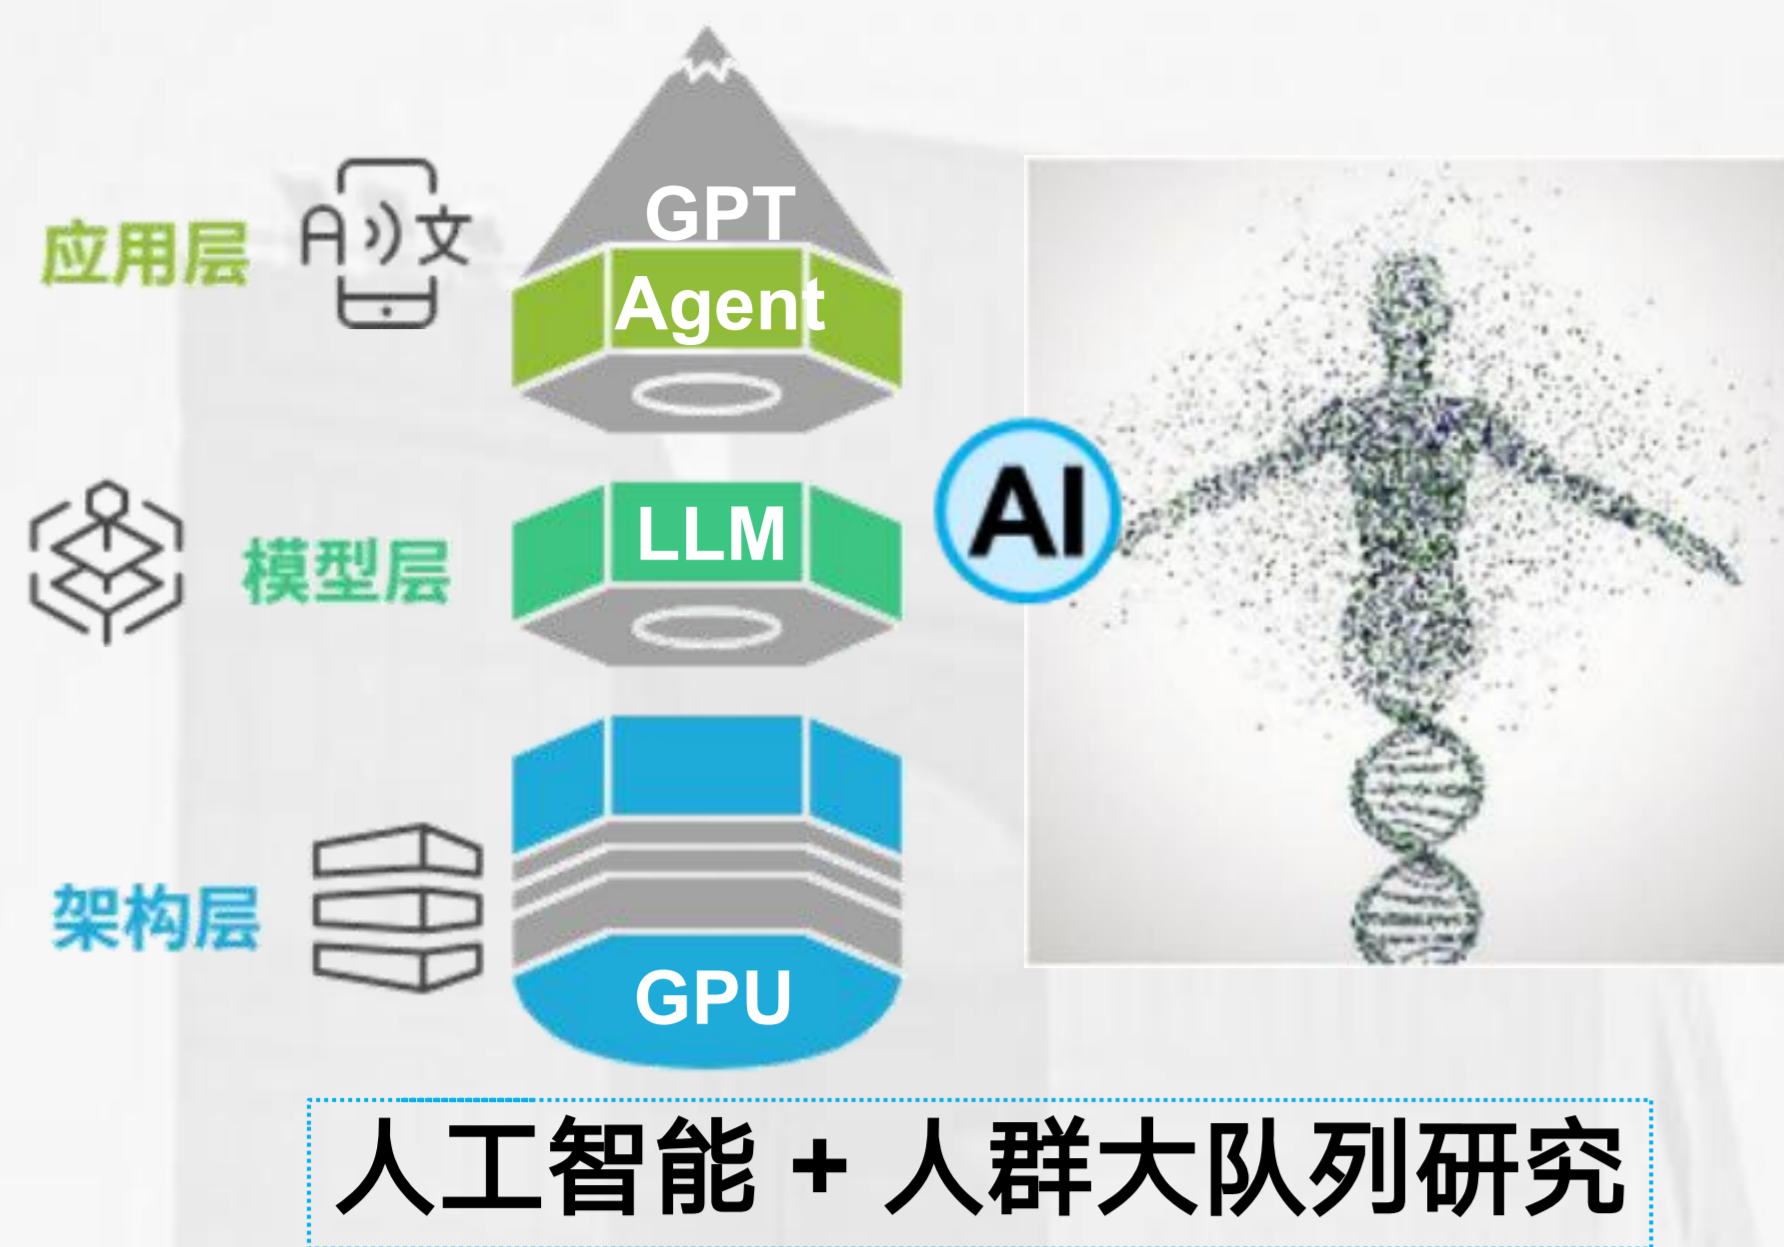 GPT
应用层
A 文
Agent
模型层
LLM
AI
架构层
GPU
人工智能 + 人群大队列研究